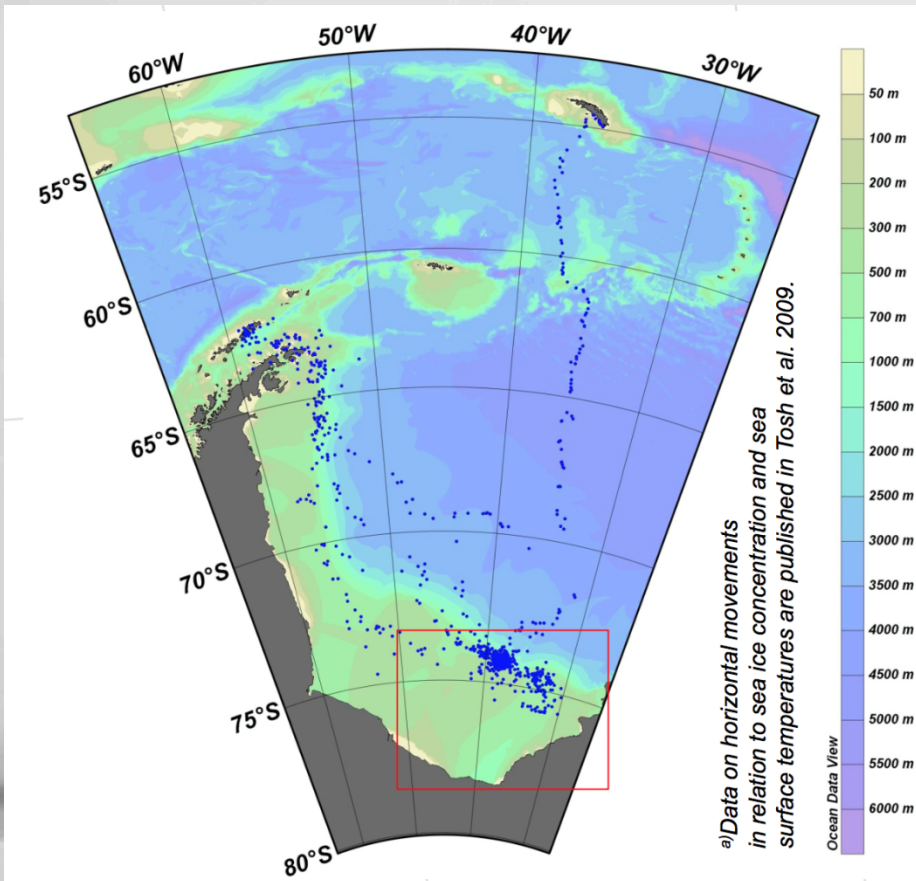 60°W
50°W
40°W
30°W
55°S
60°S
65°S
70°S
75°S
80°S
a)Data on horizontal movements
in relation to sea ice concentration and sea
surface temperatures are published in Tosh et al. 2009.
Ocean Data View
50 m
100 m
200 m
300 m
500 m
700 m
1000 m
1500 m
2000 m
2500 m
3000 m
3500 m
4000 m
4500 m
5000 m
5500 m
6000 m